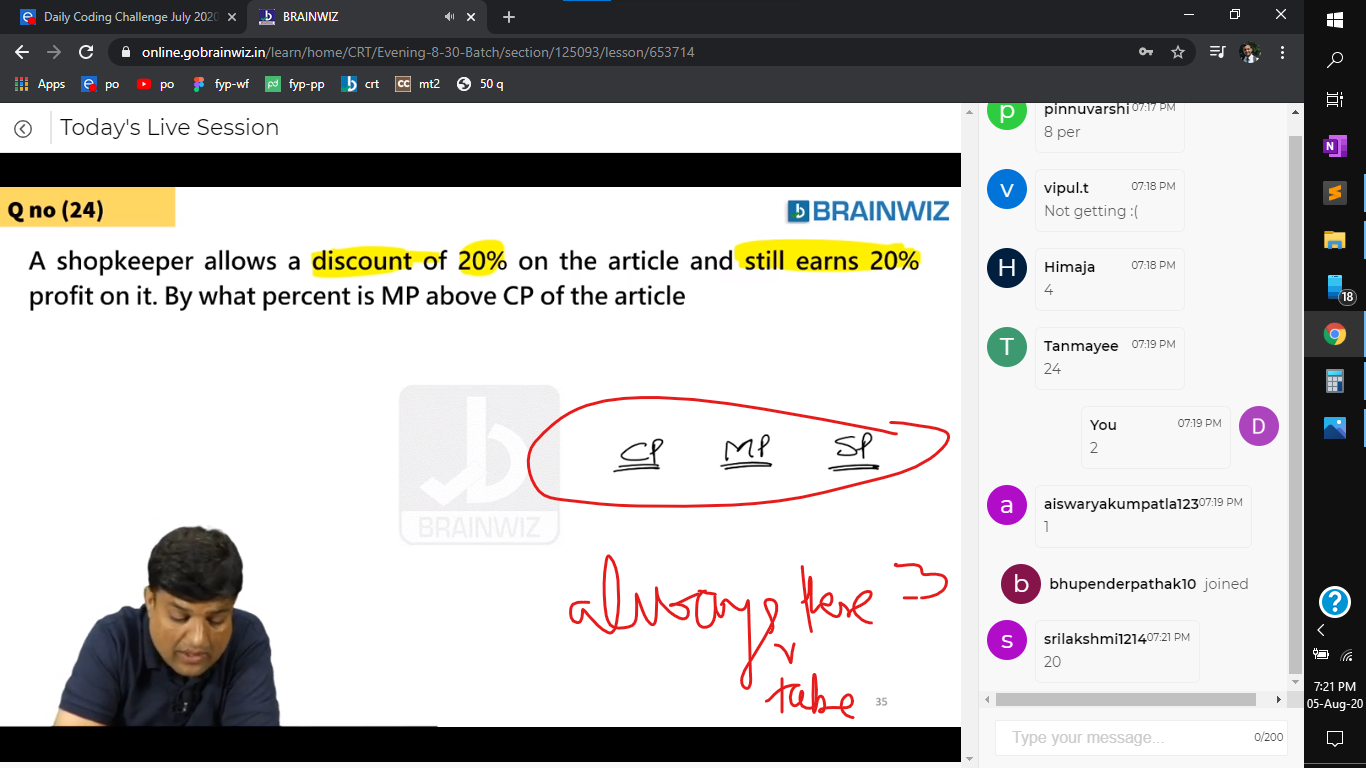 Daily Coding Challenge July 2020
BRAINWIZ
online.gobrainwiz.in/learn/home/CRT/Evening-8-30-Batch/section/125093/lesson/653714
Apps po po fyp-wf fyp-pp crt mt2 50 q
Today's Live Session
Q no (24)
BRAINWIZ
A shopkeeper allows a discount of 20% on the article and still earns 20%
profit on it. By what percent is MP above CP of the article
CP MP SP
BRAINWIZ
always here
take
35
pinnuvarshi 07:17 PM
8 per
vipul.t 07:18 PM
Not getting :(
Himaja 07:18 PM
4
Tanmayee 07:19 PM
24
You 07:19 PM
2
aiswaryakumpatla123 07:19 PM
1
bhupenderpathak10 joined
srilakshmi1214 07:21 PM
20
Type your message... 0/200
18
7:21 PM
05-Aug-20